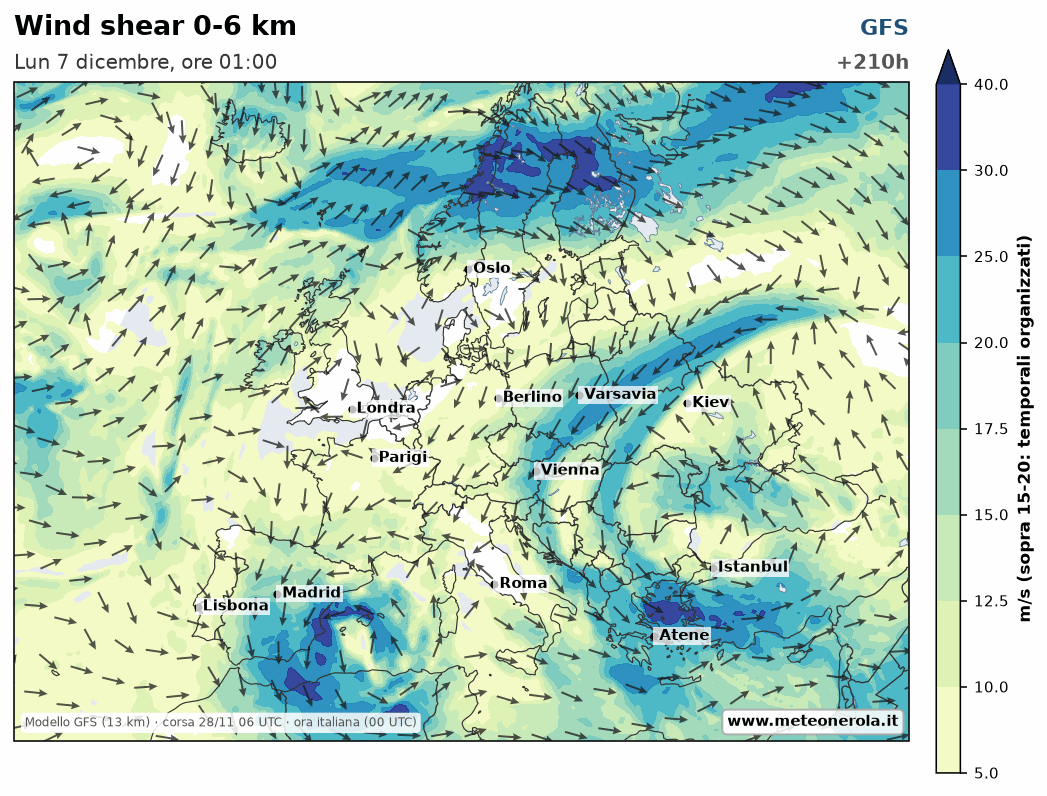 Wind shear 0-6 km
GFS
Lun 7 dicembre, ore 01:00
+210h
40.0
30.0
25.0
20.0
17.5
15.0
12.5
10.0
5.0
m/s (sopra 15-20: temporali organizzati)
Oslo
Berlino
Varsavia
Kiev
Londra
Parigi
Vienna
Istanbul
Roma
Madrid
Lisbona
Atene
Modello GFS (13 km) · corsa 28/11 06 UTC · ora italiana (00 UTC)
www.meteonerola.it